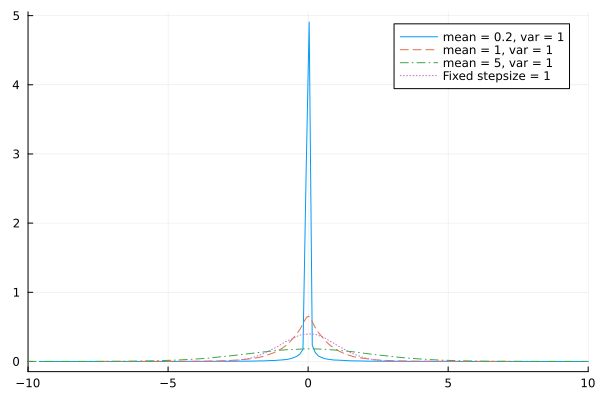 5
mean = 0.2, var = 1
mean = 1, var = 1
mean = 5, var = 1
Fixed stepsize = 1
4
3
2
1
0
−10 −5 0 5 10